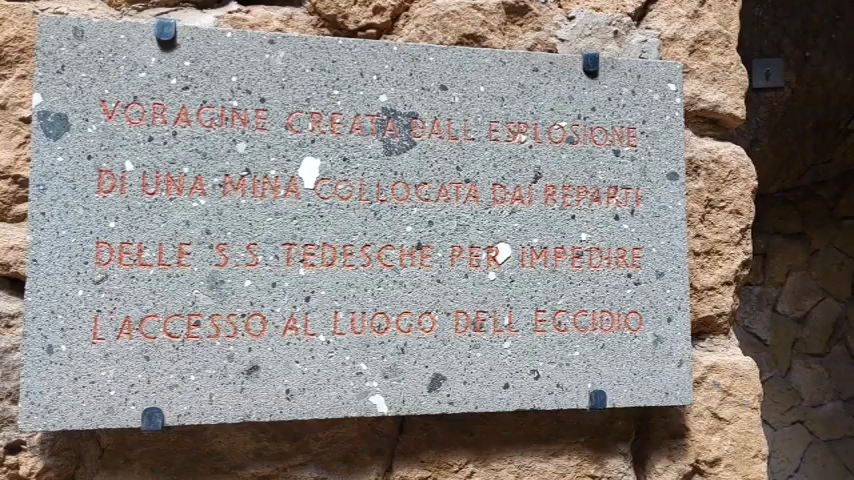 VORAGINE CREATA DALL'ESPLOSIONE
DI UNA MINA COLLOCATA DAI REPARTI
DELLE S.S TEDESCHE PER IMPEDIRE
L'ACCESSO AL LUOGO DELL'ECCIDIO